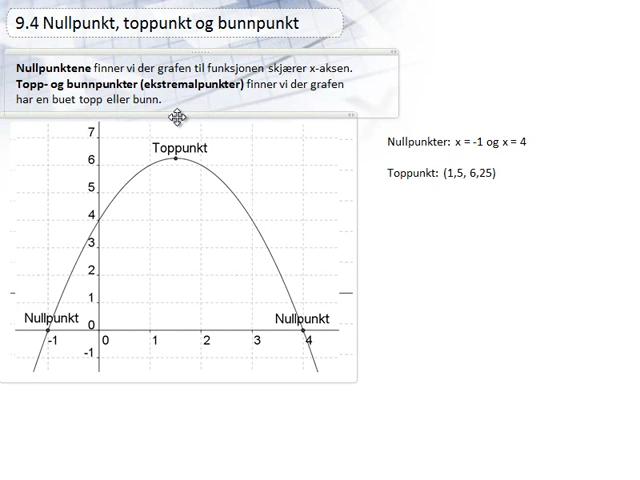 9.4 Nullpunkt, toppunkt og bunnpunkt
Nullpunktene finner vi der grafen til funksjonen skjærer x-aksen.
Topp- og bunnpunkter (ekstremalpunkter) finner vi der grafen
har en buet topp eller bunn.
Nullpunkter: x = -1 og x = 4
Toppunkt: (1,5, 6,25)
7
Toppunkt
6
5
4
3
2
1
Nullpunkt
0
Nullpunkt
-1
0
1
2
3
4
-1